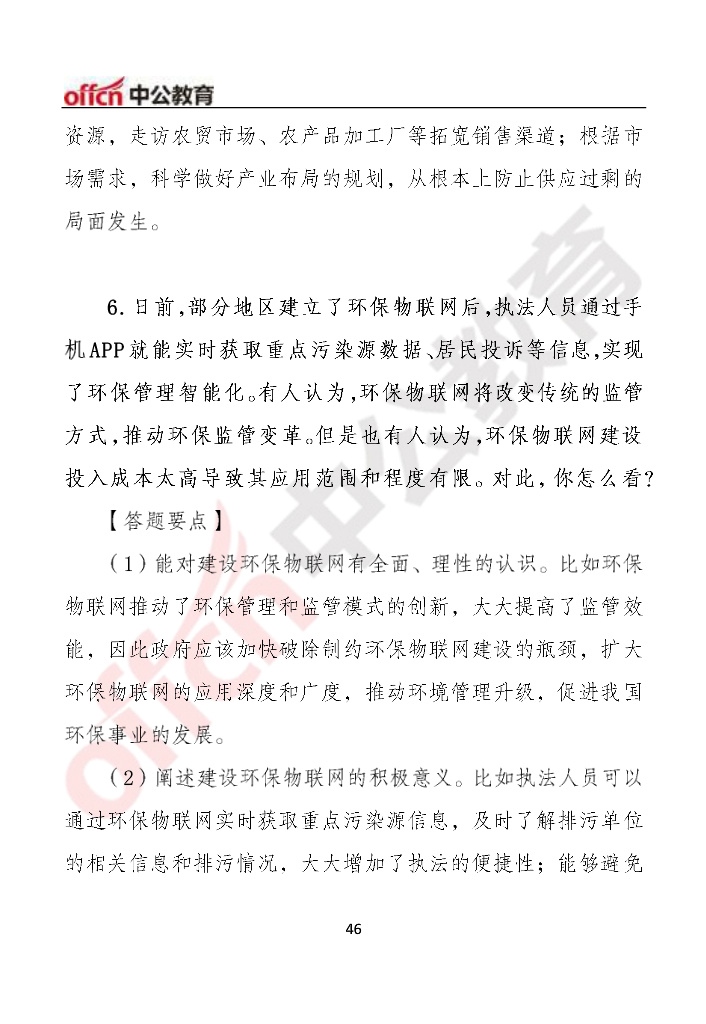 offcn 中公教育
资源，走访农贸市场、农产品加工厂等拓宽销售渠道；根据市
场需求，科学做好产业布局的规划，从根本上防止供应过剩的
局面发生。
6. 日前,部分地区建立了环保物联网后,执法人员通过手
机APP就能实时获取重点污染源数据、居民投诉等信息,实现
了环保管理智能化。有人认为,环保物联网将改变传统的监管
方式,推动环保监管变革。但是也有人认为,环保物联网建设
投入成本太高导致其应用范围和程度有限。对此，你怎么看?
【答题要点】
（1）能对建设环保物联网有全面、理性的认识。比如环保
物联网推动了环保管理和监管模式的创新，大大提高了监管效
能，因此政府应该加快破除制约环保物联网建设的瓶颈，扩大
环保物联网的应用深度和广度，推动环境管理升级，促进我国
环保事业的发展。
（2）阐述建设环保物联网的积极意义。比如执法人员可以
通过环保物联网实时获取重点污染源信息，及时了解排污单位
的相关信息和排污情况，大大增加了执法的便捷性；能够避免
46
offcn中公教育